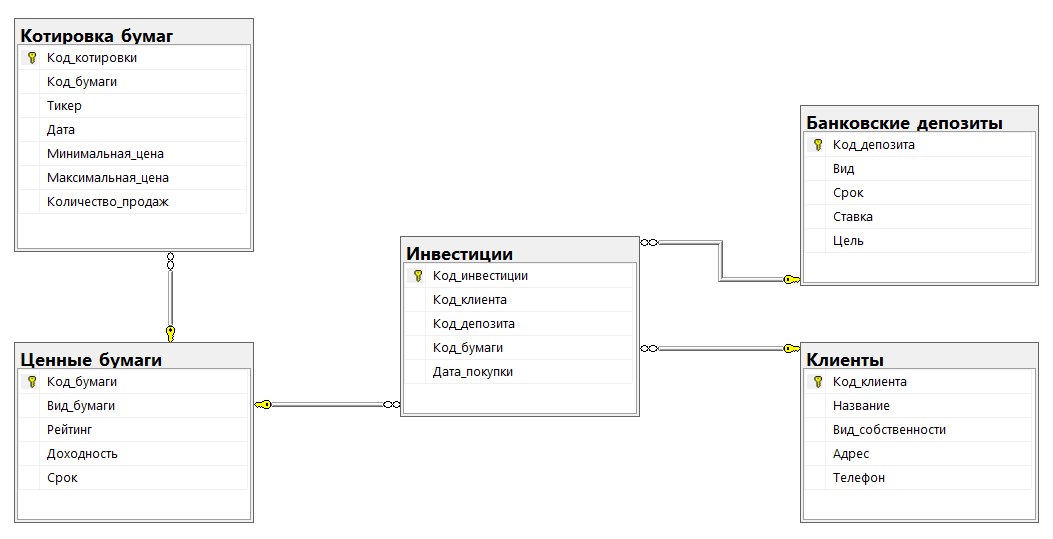 Котировка бумаг
Код_котировки
Код_бумаги
Тикер
Дата
Минимальная_цена
Максимальная_цена
Количество_продаж
Ценные бумаги
Код_бумаги
Вид_бумаги
Рейтинг
Доходность
Срок
Инвестиции
Код_инвестиции
Код_клиента
Код_депозита
Код_бумаги
Дата_покупки
Банковские депозиты
Код_депозита
Вид
Срок
Ставка
Цель
Клиенты
Код_клиента
Название
Вид_собственности
Адрес
Телефон